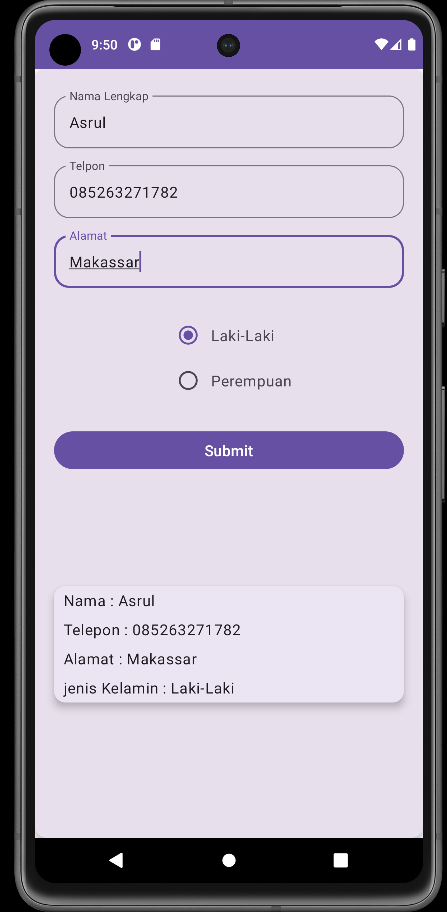 9:50
Nama Lengkap
Asrul
Telpon
085263271782
Alamat
Makassar
Laki-Laki
Perempuan
Submit
Nama : Asrul
Telepon : 085263271782
Alamat : Makassar
jenis Kelamin : Laki-Laki